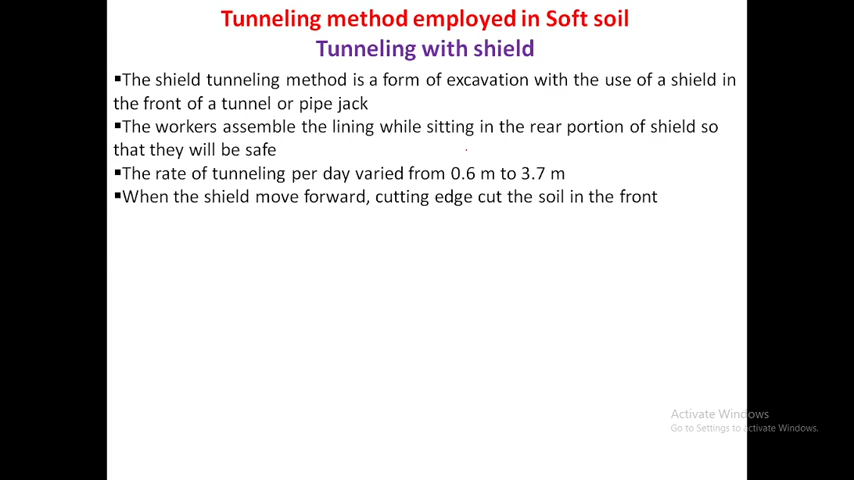 Tunneling method employed in Soft soil
Tunneling with shield
▪The shield tunneling method is a form of excavation with the use of a shield in
the front of a tunnel or pipe jack
▪The workers assemble the lining while sitting in the rear portion of shield so
that they will be safe
▪The rate of tunneling per day varied from 0.6 m to 3.7 m
▪When the shield move forward, cutting edge cut the soil in the front
Activate Windows
Go to Settings to activate Windows.